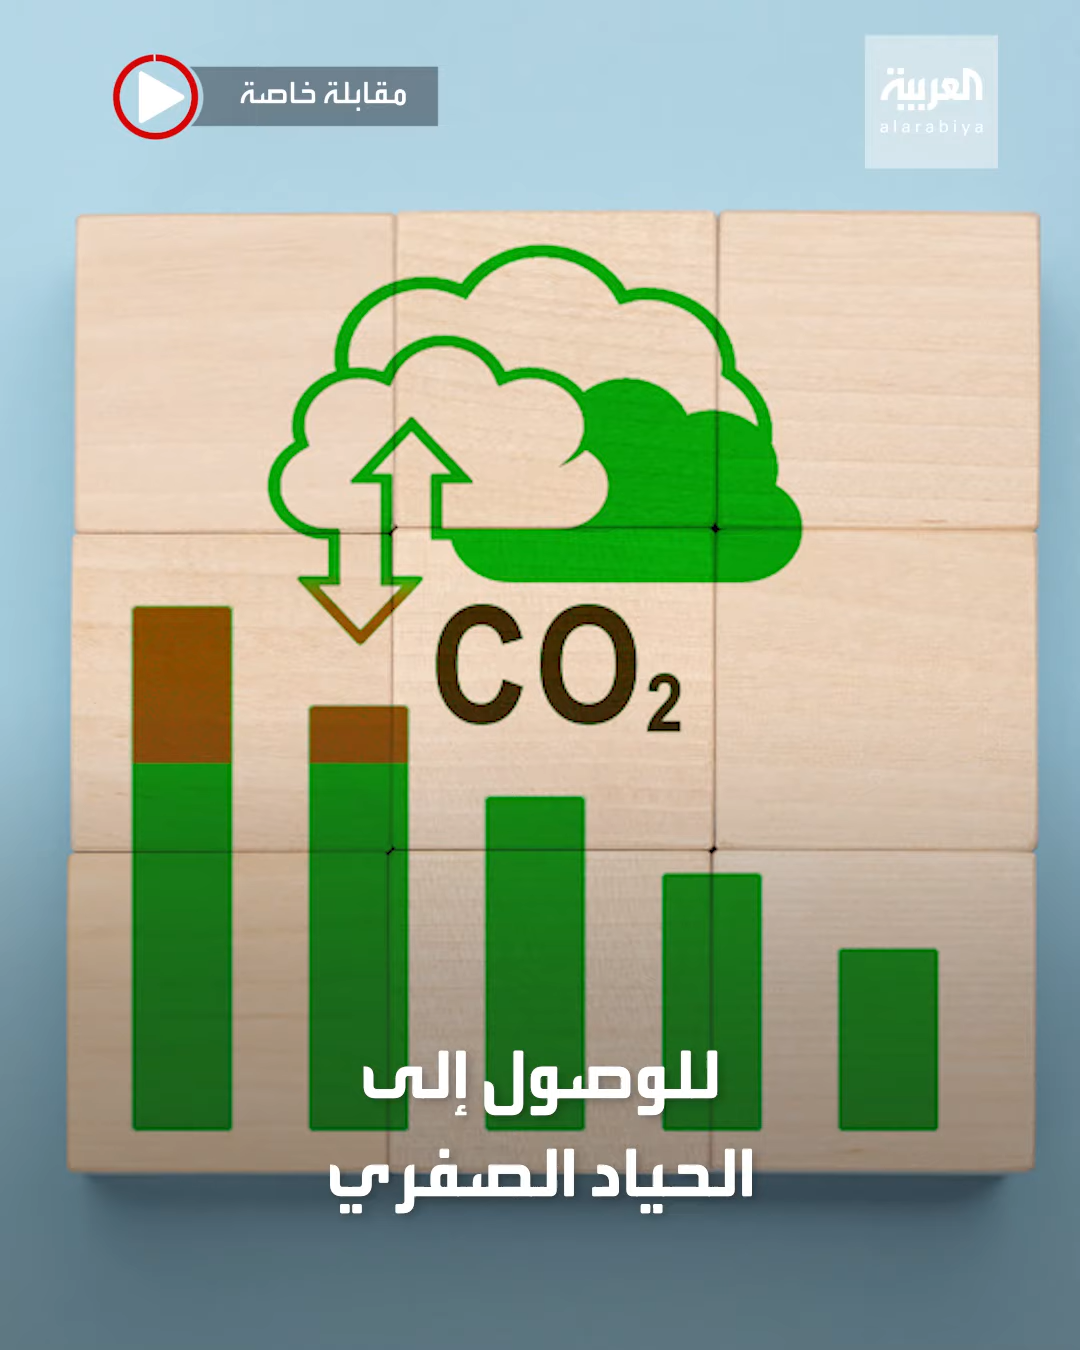 مقابلة خاصة
العربية
alarabiya
CO₂
للوصول إلى
الحياد الصفري